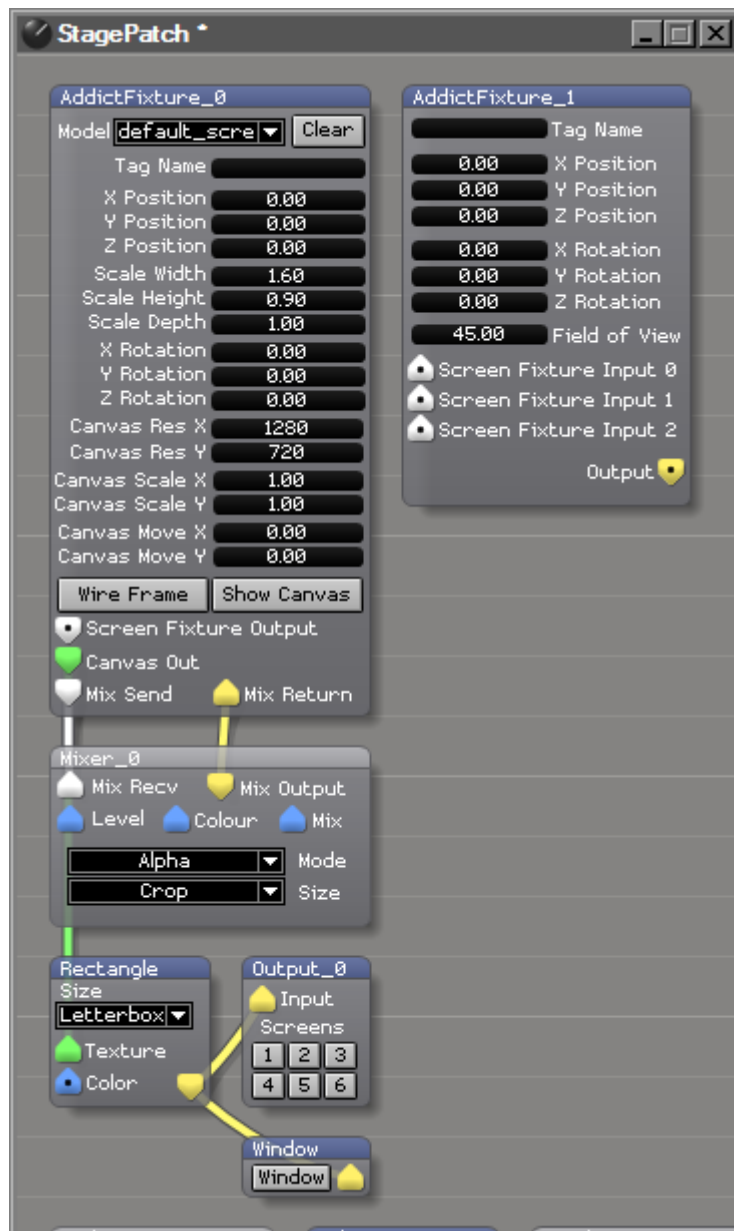 StagePatch *
AddictFixture_0
Model default_scre Clear
Tag Name
X Position 0.00
Y Position 0.00
Z Position 0.00
Scale Width 1.60
Scale Height 0.90
Scale Depth 1.00
X Rotation 0.00
Y Rotation 0.00
Z Rotation 0.00
Canvas Res X 1280
Canvas Res Y 720
Canvas Scale X 1.00
Canvas Scale Y 1.00
Canvas Move X 0.00
Canvas Move Y 0.00
Wire Frame Show Canvas
Screen Fixture Output
Canvas Out
Mix Send Mix Return
AddictFixture_1
Tag Name
0.00 X Position
0.00 Y Position
0.00 Z Position
0.00 X Rotation
0.00 Y Rotation
0.00 Z Rotation
45.00 Field of View
Screen Fixture Input 0
Screen Fixture Input 1
Screen Fixture Input 2
Output
Mixer_0
Mix Recv Mix Output
Level Colour Mix
Alpha Mode
Crop Size
Rectangle
Size
Letterbox
Texture
Color
Output_0
Input
Screens
1 2 3
4 5 6
Window
Window